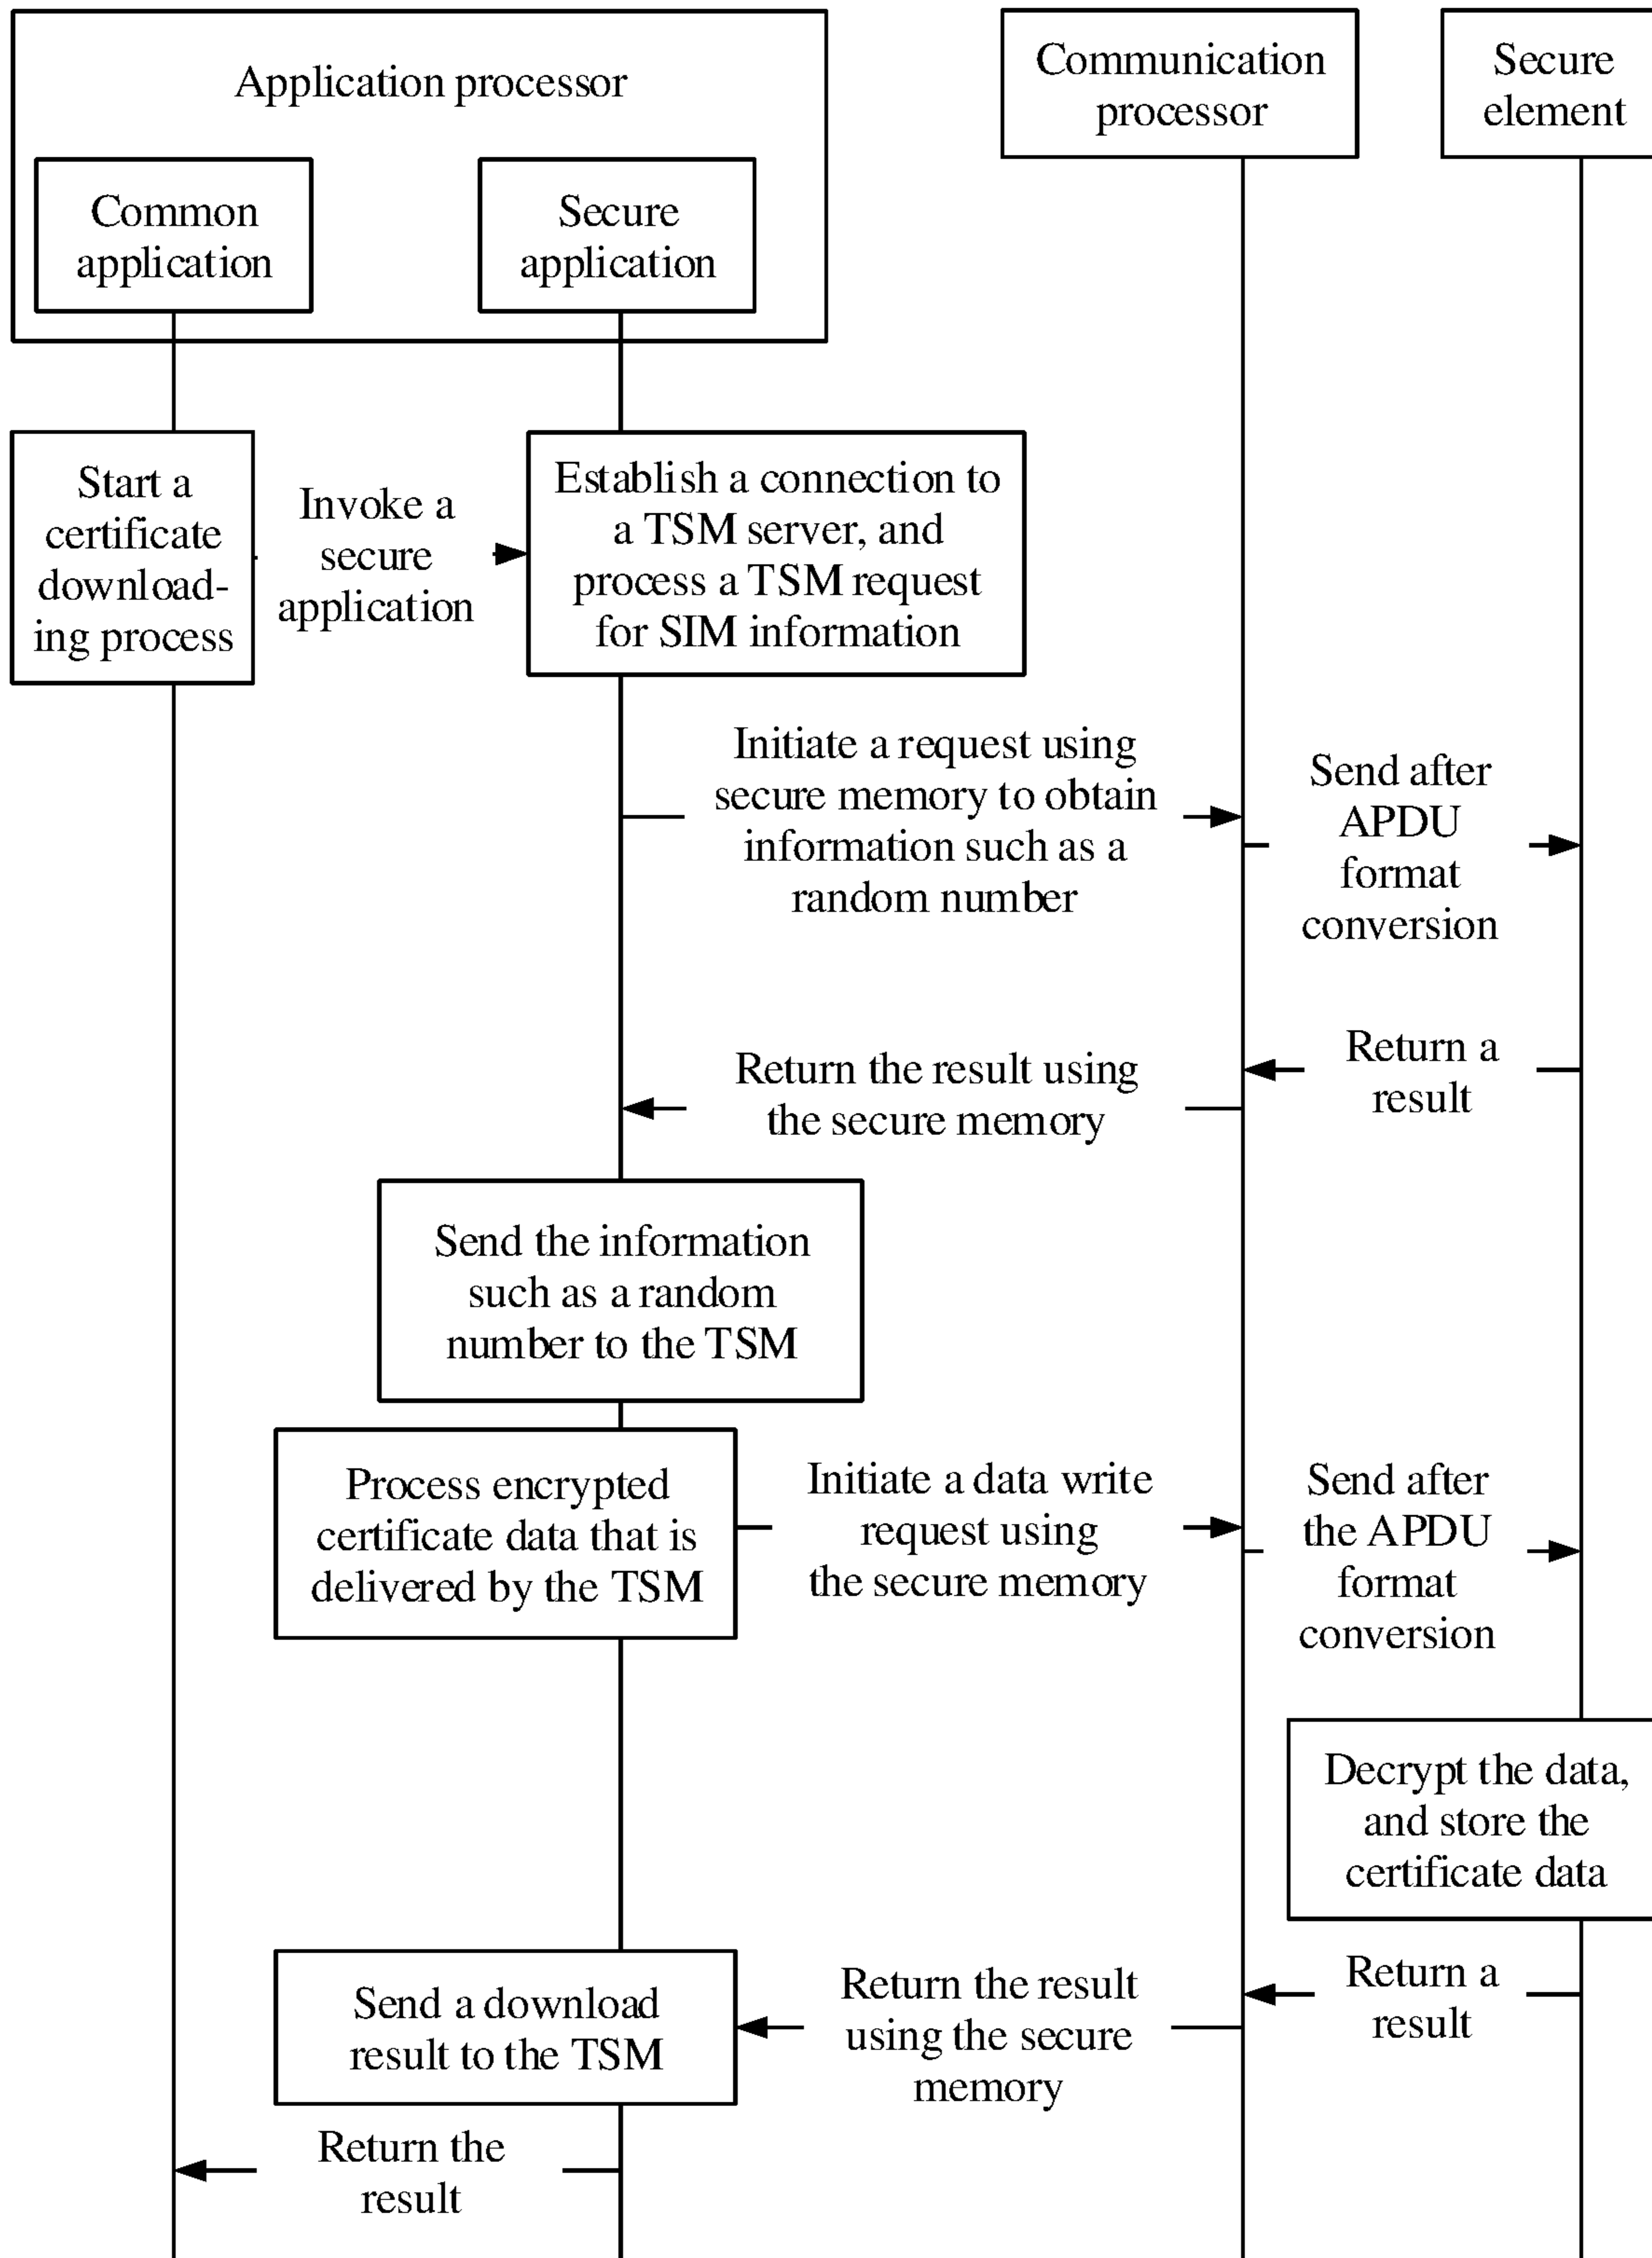 Application processor
Communication
processor
Secure
element
Common
application
Secure
application
Start a
certificate
download-
ing process
Invoke a
secure
application
Establish a connection to
a TSM server, and
process a TSM request
for SIM information
Initiate a request using
secure memory to obtain
information such as a
random number
Send after
APDU
format
conversion
Return a
result
Return the result using
the secure memory
Send the information
such as a random
number to the TSM
Process encrypted
certificate data that is
delivered by the TSM
Initiate a data write
request using
the secure memory
Send after
the APDU
format
conversion
Decrypt the data,
and store the
certificate data
Return a
result
Return the result
using the secure
memory
Send a download
result to the TSM
Return the
result